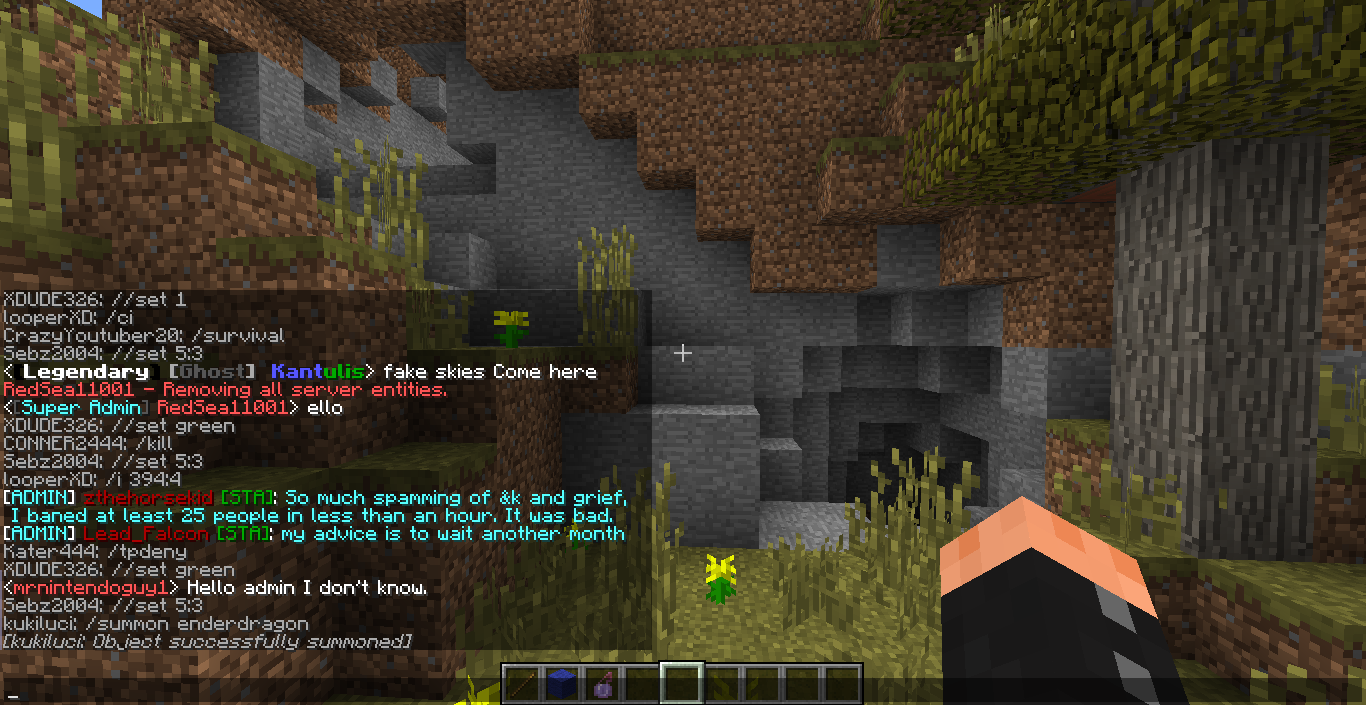 XDUDE326: //set 1
looperXD: /ci
CrazyYoutuber20: /survival
Sebz2004: //set 5:3
< Legendary  [Ghost]  Kantulis> fake skies Come here
RedSea11001 - Removing all server entities.
<[Super Admin] RedSea11001> ello
XDUDE326: //set green
CONNER2444: /kill
Sebz2004: //set 5:3
looperXD: /i 394:4
[ADMIN] zthehorsekid [STA]: So much spamming of &k and grief,
I baned at least 25 people in less than an hour. It was bad.
[ADMIN] Lead_Falcon [STA]: my advice is to wait another month
Kater444: /tpdeny
XDUDE326: //set green
<mrnintendoguy1> Hello admin I don't know.
Sebz2004: //set 5:3
kukiluci: /summon enderdragon
[kukiluci: Object successfully summoned]
_